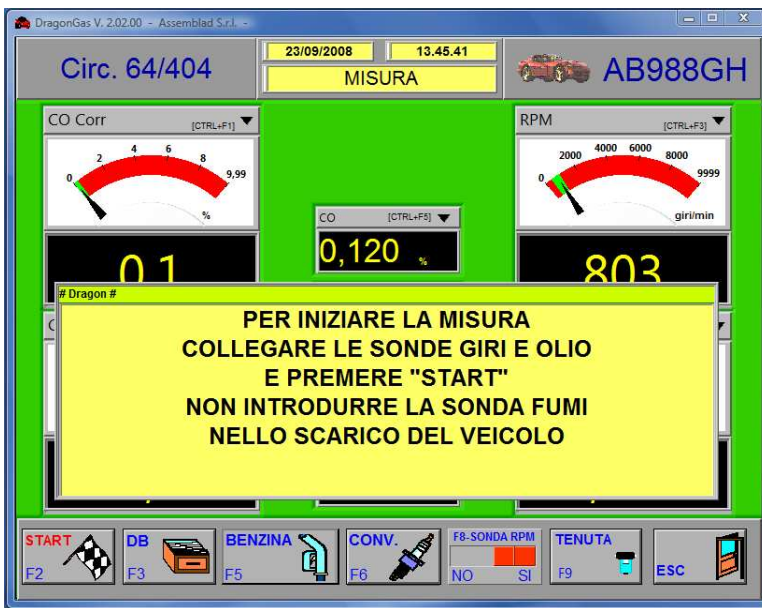 DragonGas V. 2.02.00 - Assemblad S.r.l. -
Circ. 64/404
23/09/2008
13.45.41
MISURA
AB988GH
CO Corr
[CTRL+F1]
0
2
4
6
8
9,99
%
0,1
CO
[CTRL+F5]
0,120
%
RPM
[CTRL+F3]
0
2000
4000
6000
8000
9999
giri/min
803
# Dragon #
PER INIZIARE LA MISURA
COLLEGARE LE SONDE GIRI E OLIO
E PREMERE "START"
NON INTRODURRE LA SONDA FUMI
NELLO SCARICO DEL VEICOLO
START
F2
DB
F3
BENZINA
F5
CONV.
F6
F8-SONDA RPM
NO
SI
TENUTA
F9
ESC